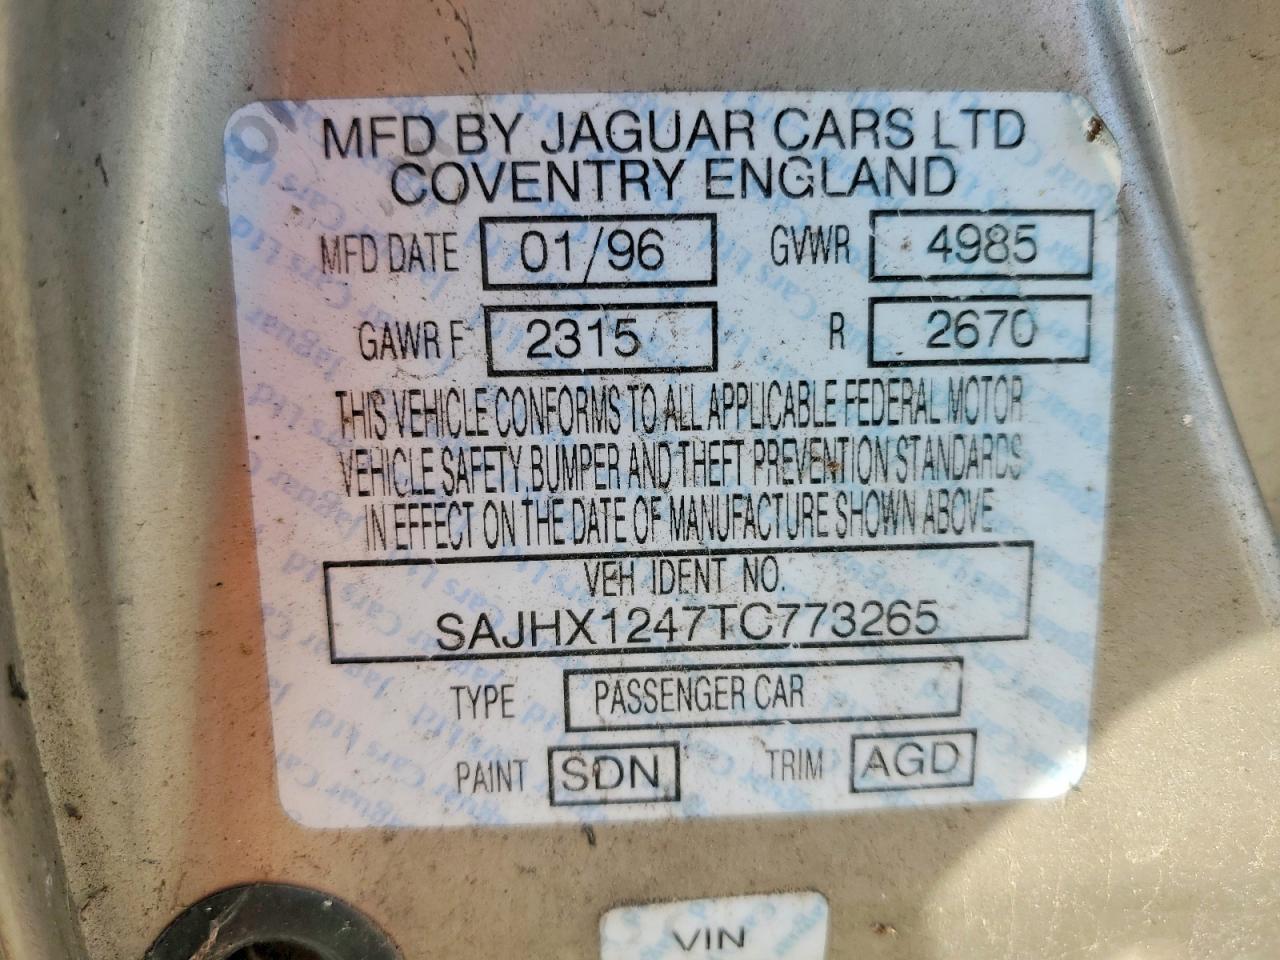 MFD BY JAGUAR CARS LTD
COVENTRY ENGLAND
MFD DATE 01/96 GVWR 4985
GAWR F 2315 R 2670
THIS VEHICLE CONFORMS TO ALL APPLICABLE FEDERAL MOTOR
VEHICLE SAFETY BUMPER AND THEFT PREVENTION STANDARDS
IN EFFECT ON THE DATE OF MANUFACTURE SHOWN ABOVE
VEH IDENT NO.
SAJHX1247TC773265
TYPE PASSENGER CAR
PAINT SDN TRIM AGD
VIN